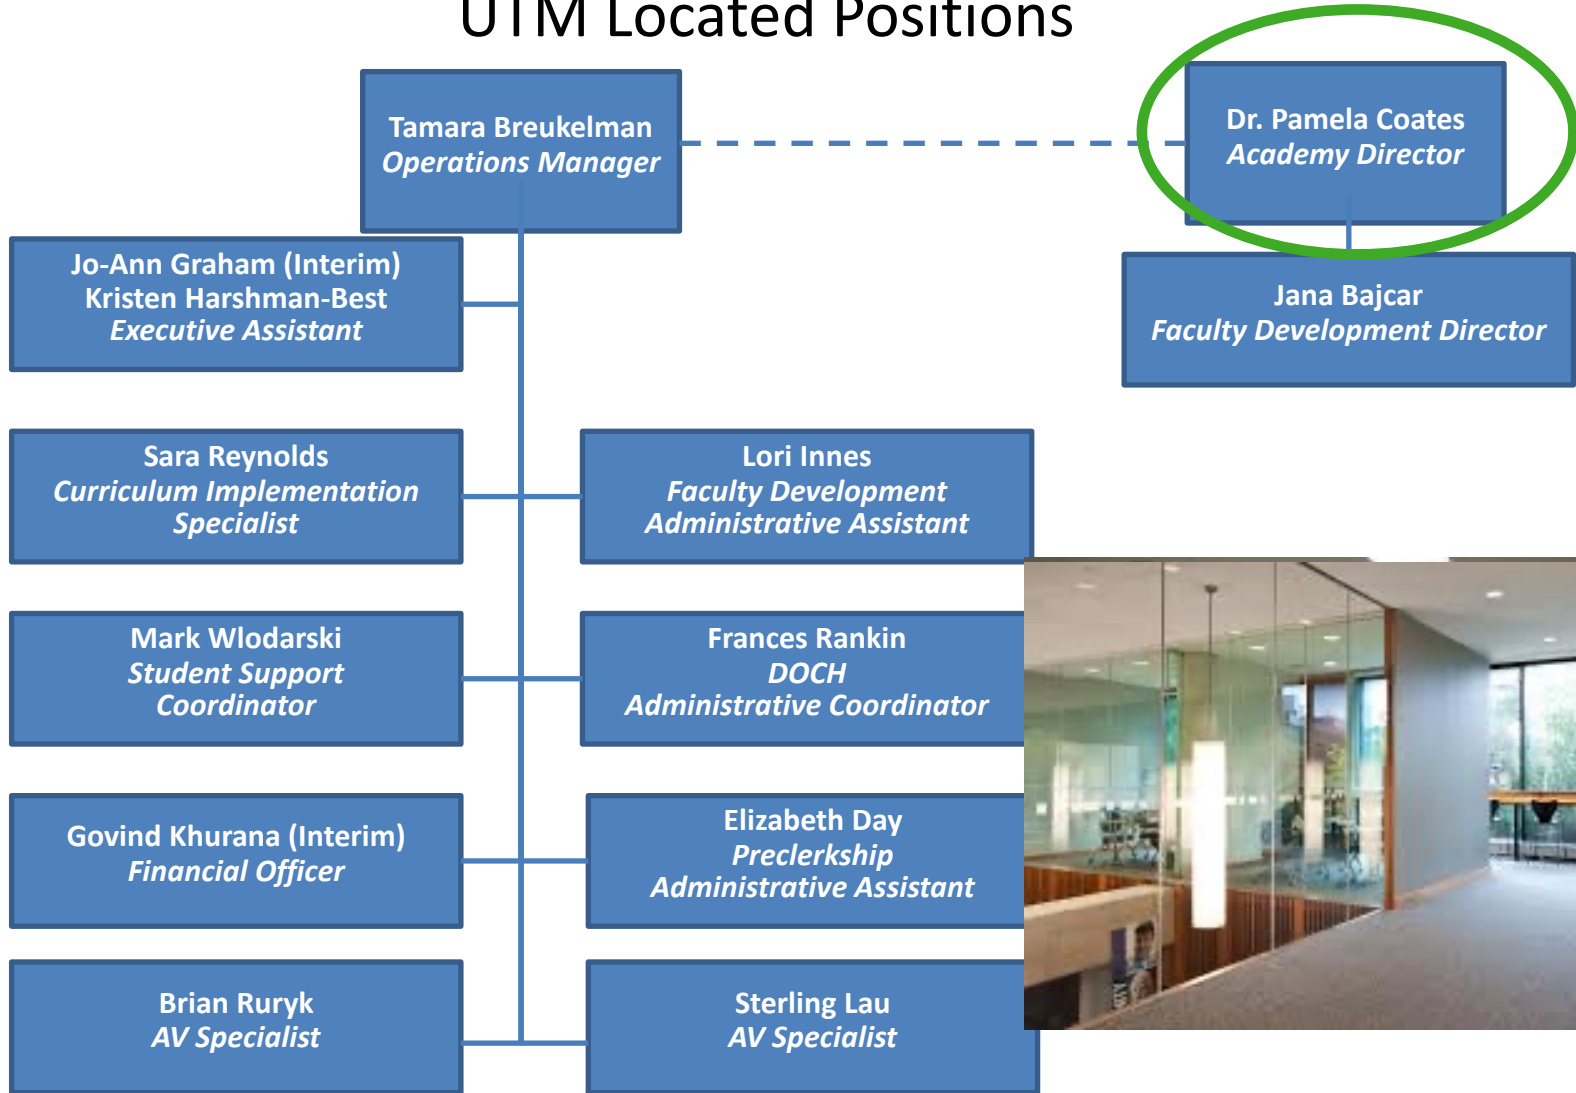 UTM Located Positions
Tamara Breukelman
Operations Manager
Dr. Pamela Coates
Academy Director
Jo-Ann Graham (Interim)
Kristen Harshman-Best
Executive Assistant
Jana Bajcar
Faculty Development Director
Sara Reynolds
Curriculum Implementation
Specialist
Lori Innes
Faculty Development
Administrative Assistant
Mark Wlodarski
Student Support
Coordinator
Frances Rankin
DOCH
Administrative Coordinator
Govind Khurana (Interim)
Financial Officer
Elizabeth Day
Preclerkship
Administrative Assistant
Brian Ruryk
AV Specialist
Sterling Lau
AV Specialist